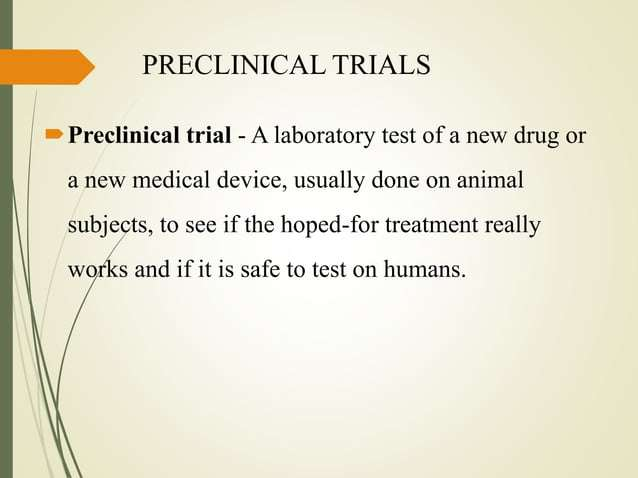 PRECLINICAL TRIALS
Preclinical trial - A laboratory test of a new drug or
a new medical device, usually done on animal
subjects, to see if the hoped-for treatment really
works and if it is safe to test on humans.